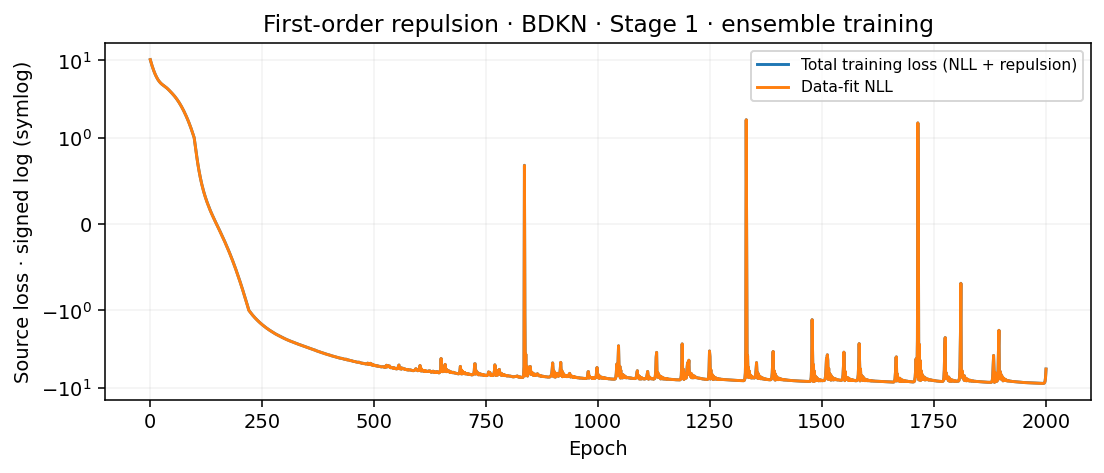 First-order repulsion · BDKN · Stage 1 · ensemble training
Source loss · signed log (symlog)
10¹
10⁰
0
−10⁰
−10¹
Total training loss (NLL + repulsion)
Data-fit NLL
0 250 500 750 1000 1250 1500 1750 2000
Epoch